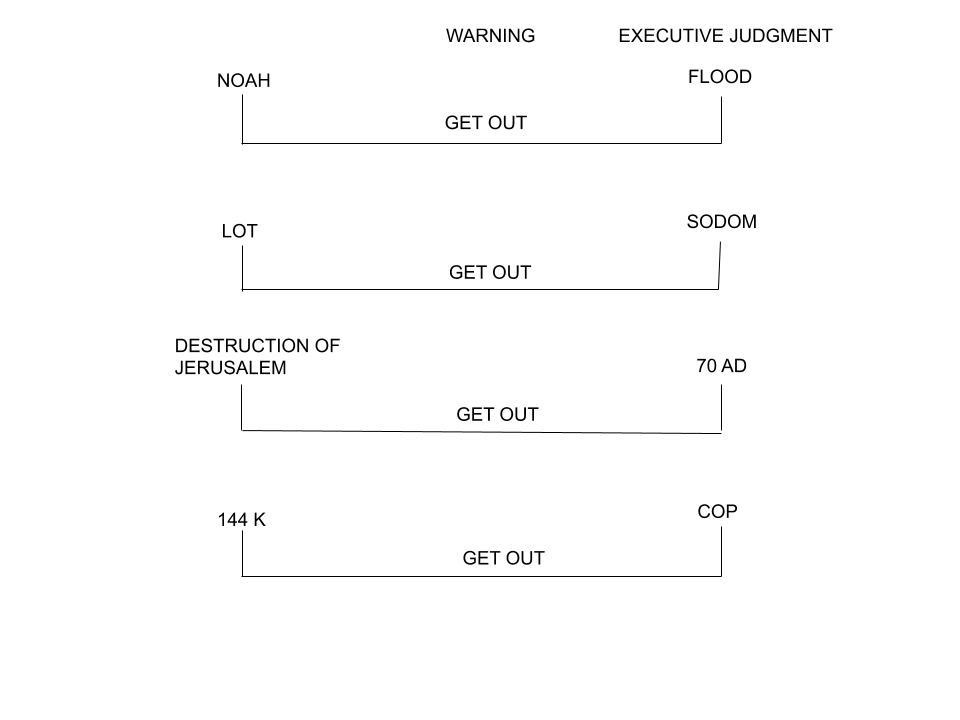 WARNING EXECUTIVE JUDGMENT
NOAH FLOOD
GET OUT
LOT SODOM
GET OUT
DESTRUCTION OF
JERUSALEM 70 AD
GET OUT
144 K COP
GET OUT